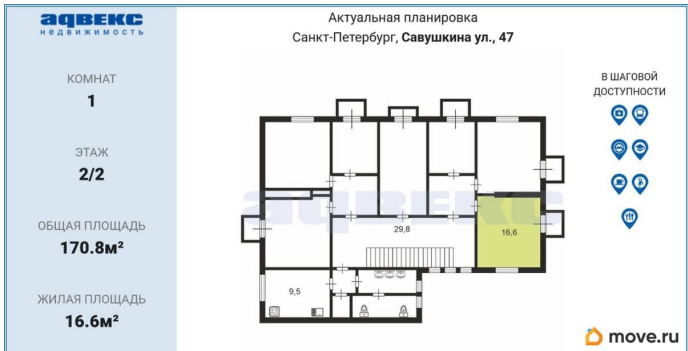 адвекс
недвижимость
КОМНАТ
1
ЭТАЖ
2/2
ОБЩАЯ ПЛОЩАДЬ
170.8м²
ЖИЛАЯ ПЛОЩАДЬ
16.6м²
Актуальная планировка
Санкт-Петербург, Савушкина ул., 47
адвекс
29,8
16,6
9,5
В ШАГОВОЙ
ДОСТУПНОСТИ
move.ru